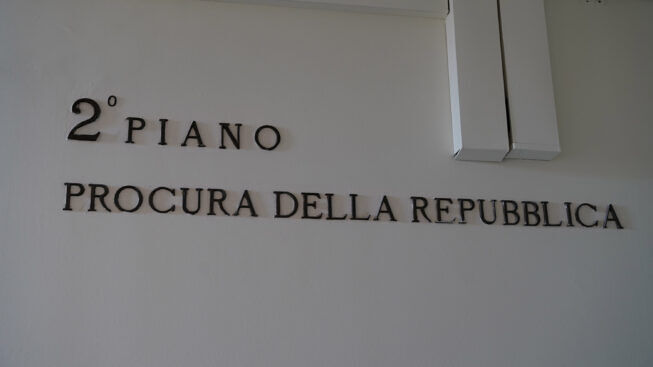 2° PIANO
PROCURA DELLA REPUBBLICA